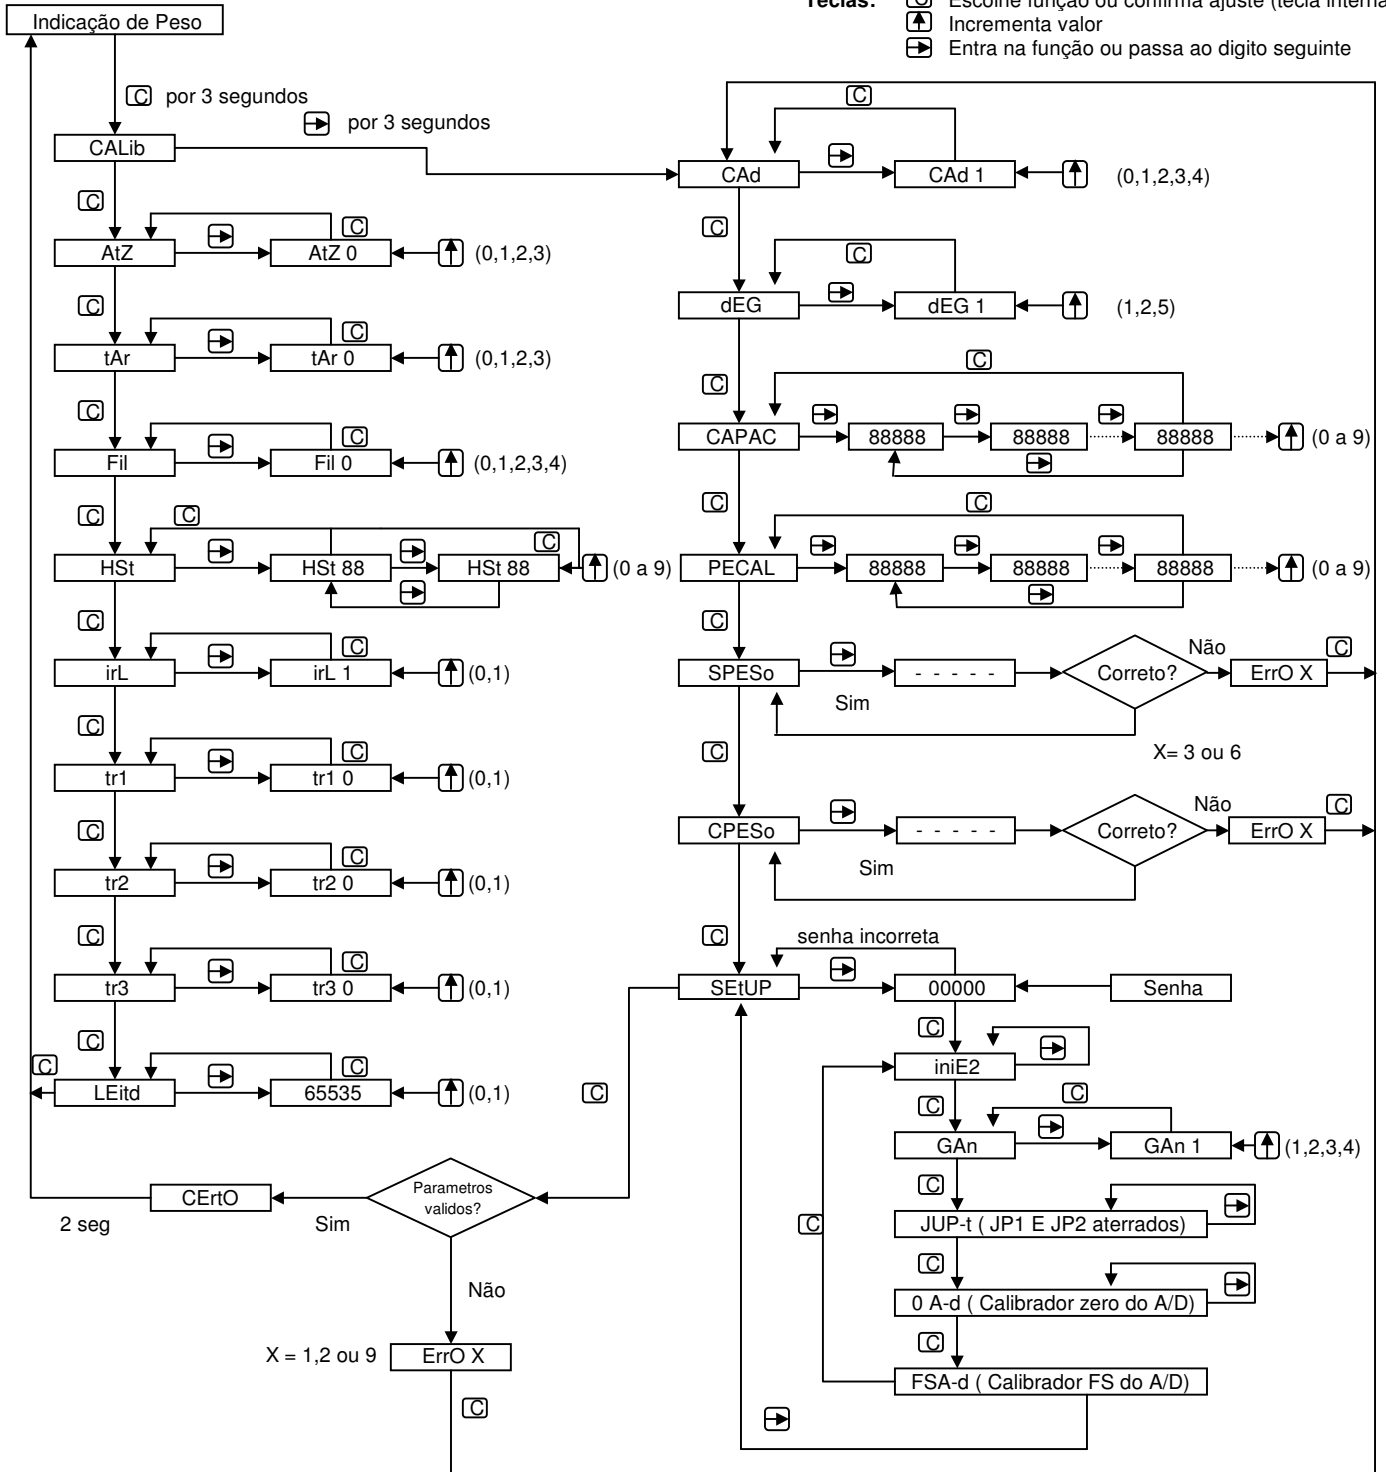 Teclas: C Escolhe função ou confirma ajuste (tecla interna
Incrementa valor
Entra na função ou passa ao digito seguinte
Indicação de Peso
C por 3 segundos
por 3 segundos
CALib
C
AtZ
AtZ 0
C
(0,1,2,3)
C
tAr
tAr 0
C
(0,1,2,3)
C
Fil
Fil 0
C
(0,1,2,3,4)
C
C
HSt
HSt 88
HSt 88
C
(0 a 9)
C
irL
irL 1
C
(0,1)
C
tr1
tr1 0
C
(0,1)
C
tr2
tr2 0
C
(0,1)
C
tr3
tr3 0
C
(0,1)
C
C
LEitd
65535
C
(0,1)
C
Parametros
validos?
Sim
CErtO
2 seg
Não
X = 1,2 ou 9
ErrO X
C
C
CAd
CAd 1
(0,1,2,3,4)
C
C
dEG
dEG 1
(1,2,5)
C
C
CAPAC
88888
88888
88888
(0 a 9)
C
C
PECAL
88888
88888
88888
(0 a 9)
C
SPESo
- - - - -
Correto?
Não
ErrO X
C
Sim
X= 3 ou 6
C
CPESo
- - - - -
Correto?
Não
ErrO X
C
Sim
C
senha incorreta
SEtUP
00000
Senha
C
iniE2
C
C
GAn
GAn 1
(1,2,3,4)
C
JUP-t ( JP1 E JP2 aterrados)
C
C
0 A-d ( Calibrador zero do A/D)
C
FSA-d ( Calibrador FS do A/D)